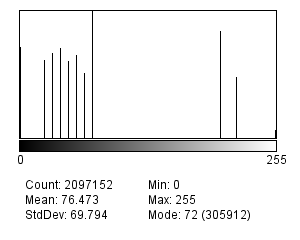 0 255
Count: 2097152 Min: 0
Mean: 76.473 Max: 255
StdDev: 69.794 Mode: 72 (305912)